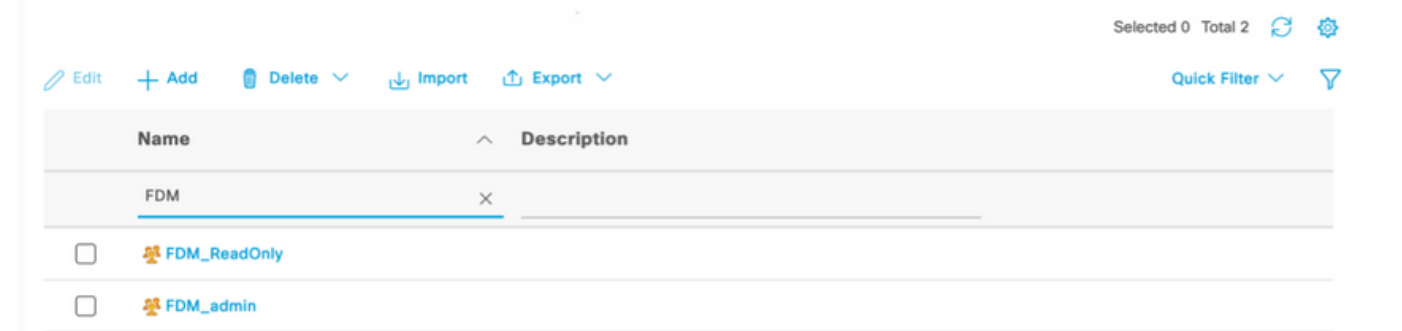 Selected 0 Total 2
Edit Add Delete Import Export Quick Filter
Name Description
FDM
FDM_ReadOnly
FDM_admin